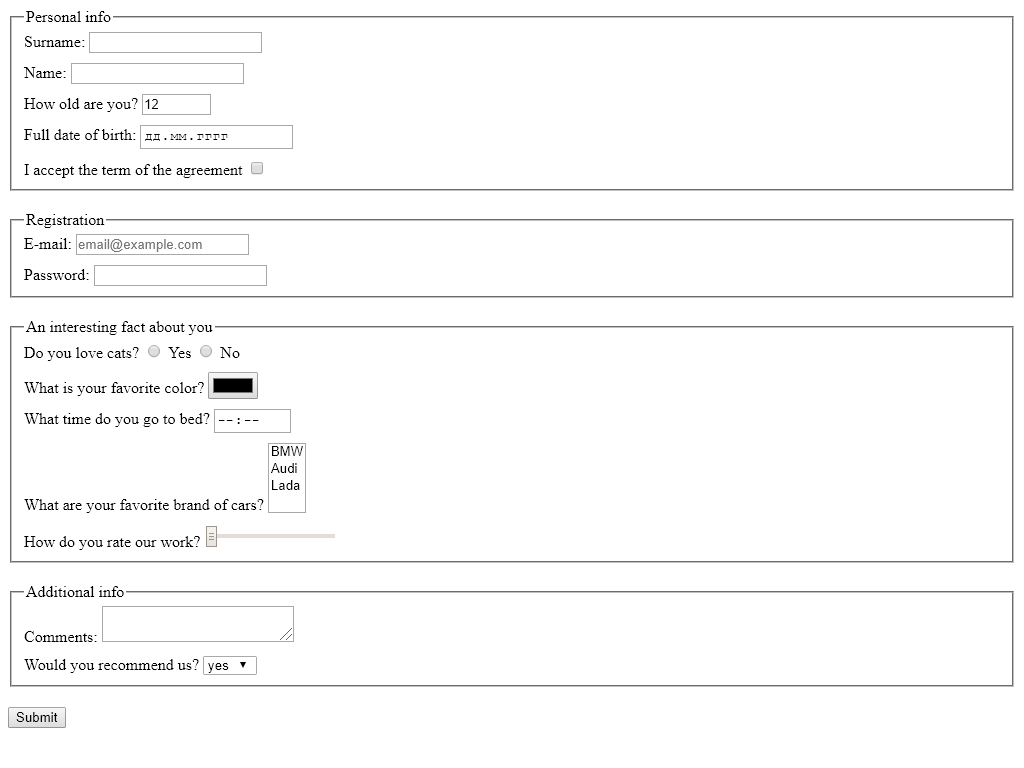 Personal info
Surname:
Name:
How old are you? 12
Full date of birth: дд.мм.гггг
I accept the term of the agreement
Registration
E-mail: email@example.com
Password:
An interesting fact about you
Do you love cats? Yes No
What is your favorite color?
What time do you go to bed? --:--
BMW
Audi
Lada
What are your favorite brand of cars?
How do you rate our work?
Additional info
Comments:
Would you recommend us? yes
Submit